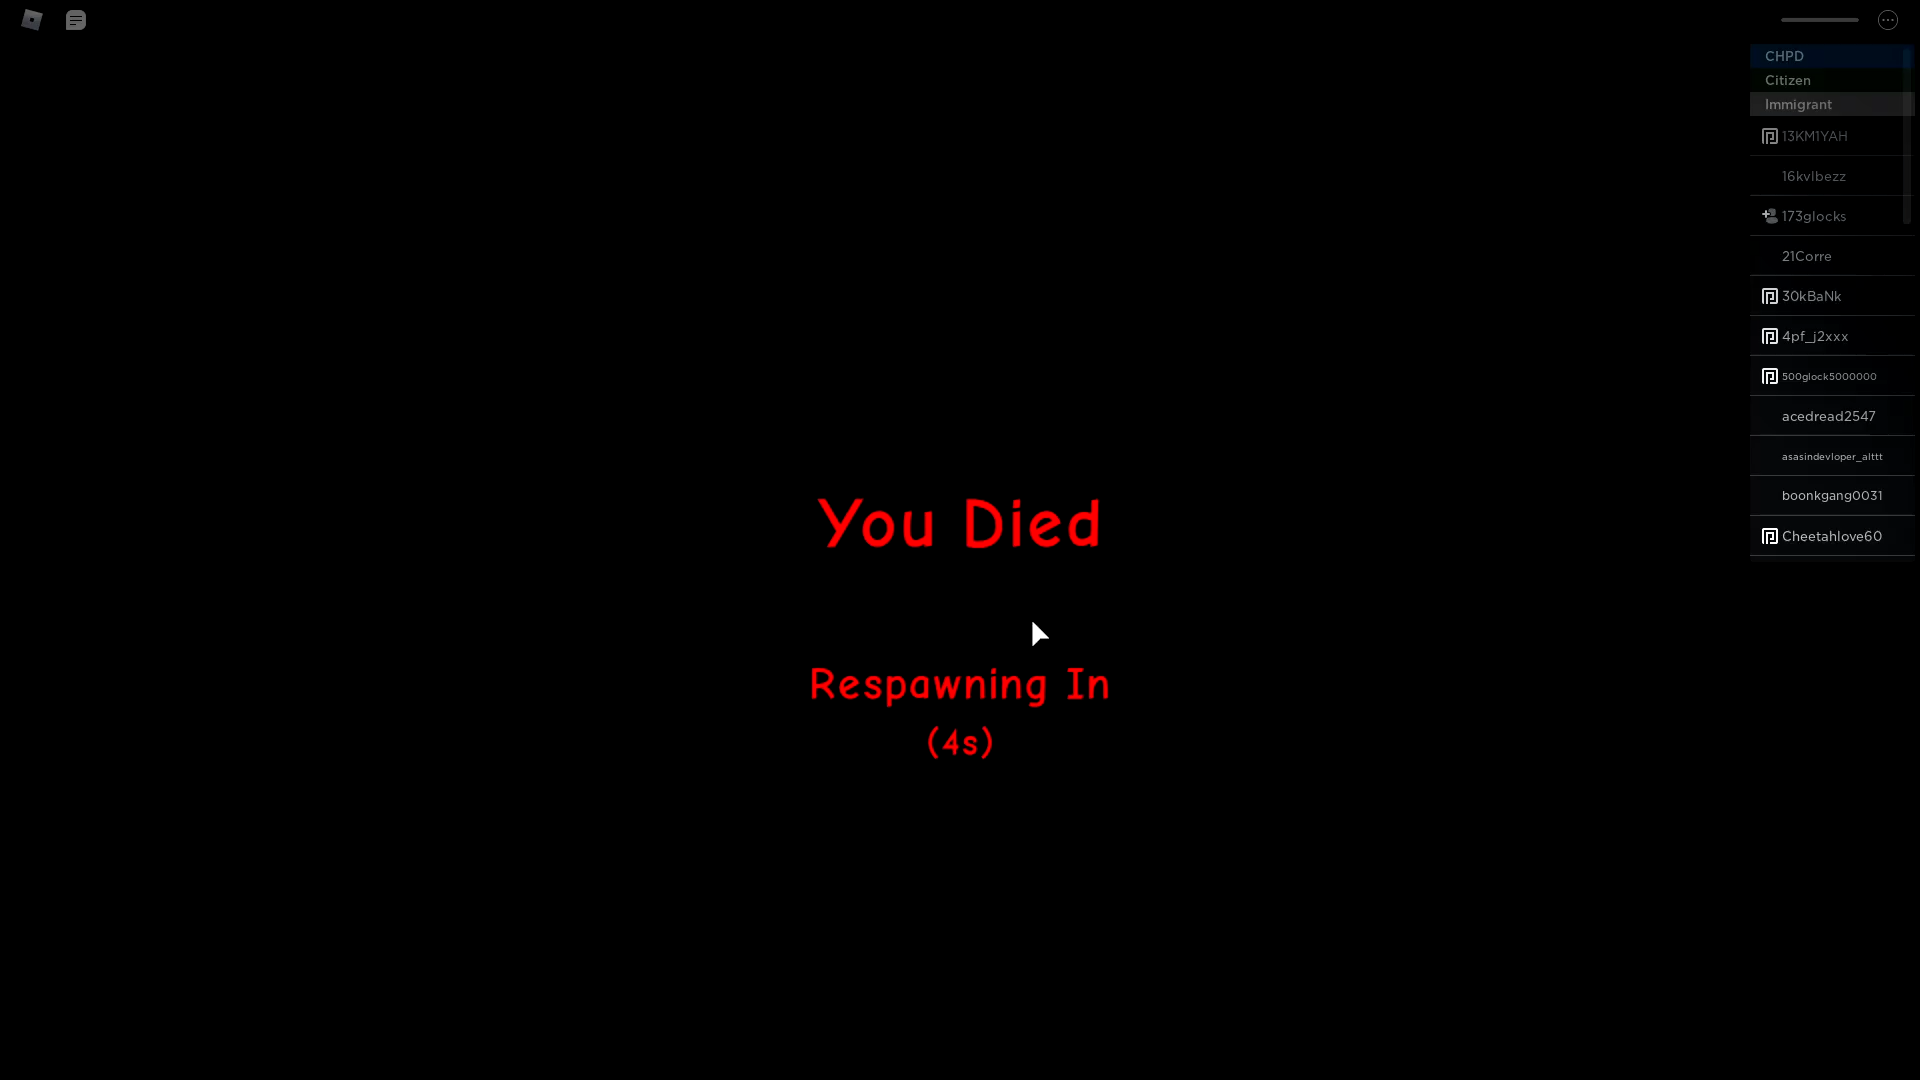 CHPD
Citizen
Immigrant
13KM1YAH
16kvlbezz
173glocks
21Corre
30kBaNk
4pf_j2xxx
500glock5000000
acedread2547
asasindevloper_alttt
boonkgang0031
Cheetahlove60
You Died
Respawning In
(4s)